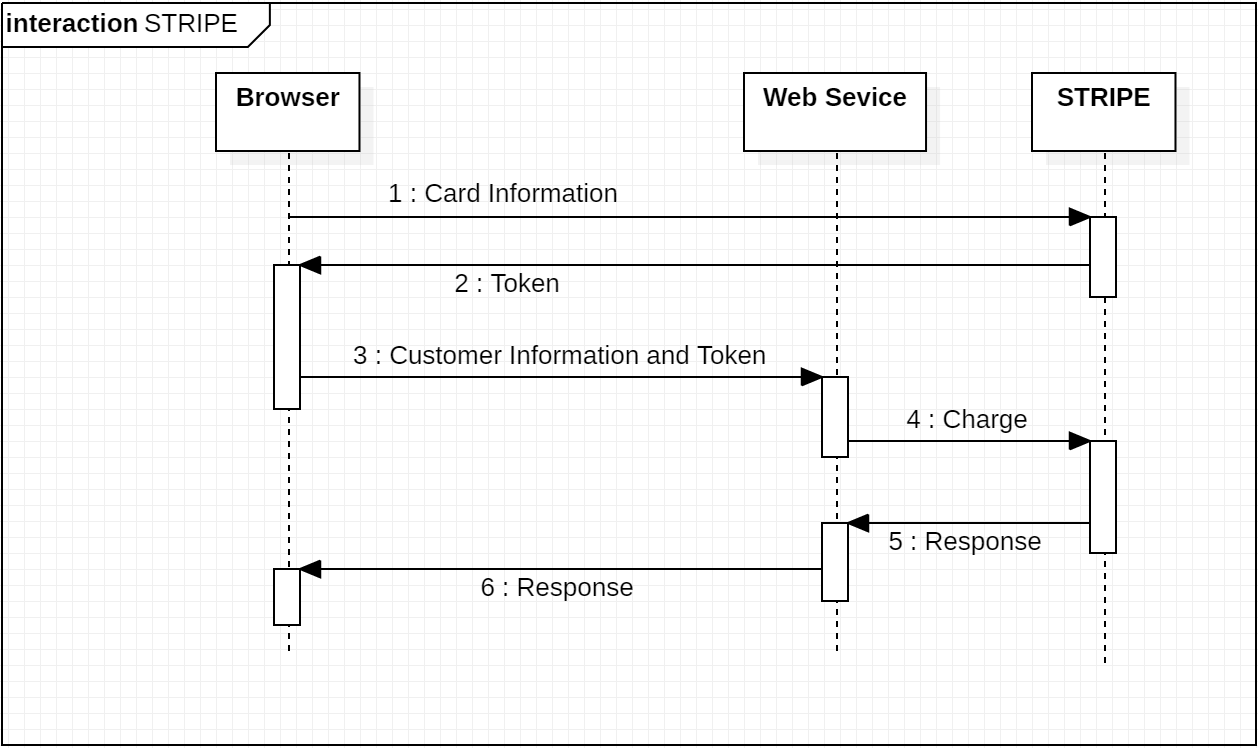 interaction STRIPE
Browser
Web Sevice
STRIPE
1 : Card Information
2 : Token
3 : Customer Information and Token
4 : Charge
5 : Response
6 : Response